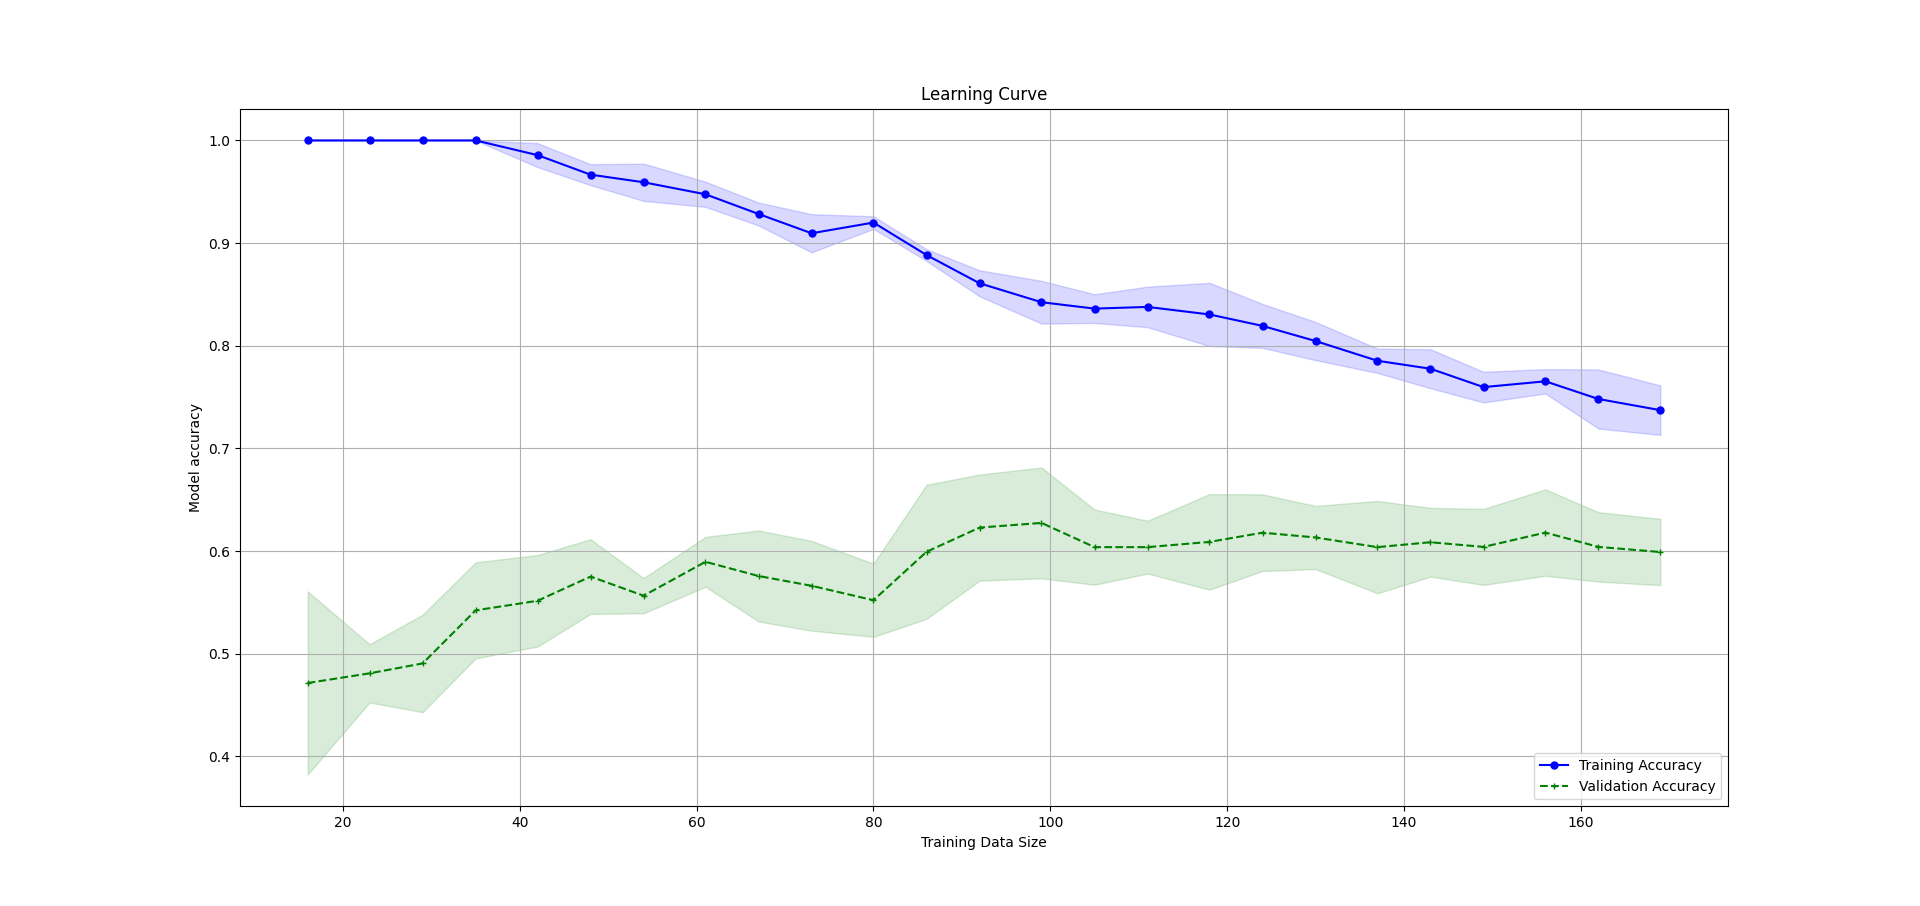 Learning Curve
1.0
0.9
0.8
0.7
0.6
0.5
0.4
Model accuracy
20 40 60 80 100 120 140 160
Training Data Size
Training Accuracy
Validation Accuracy